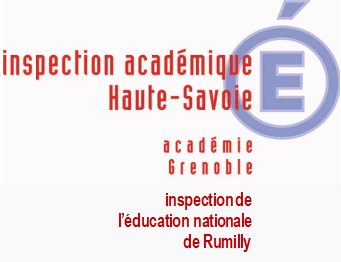 inspection académique
Haute-Savoie
É
académie
Grenoble
inspection de
l'éducation nationale
de Rumilly